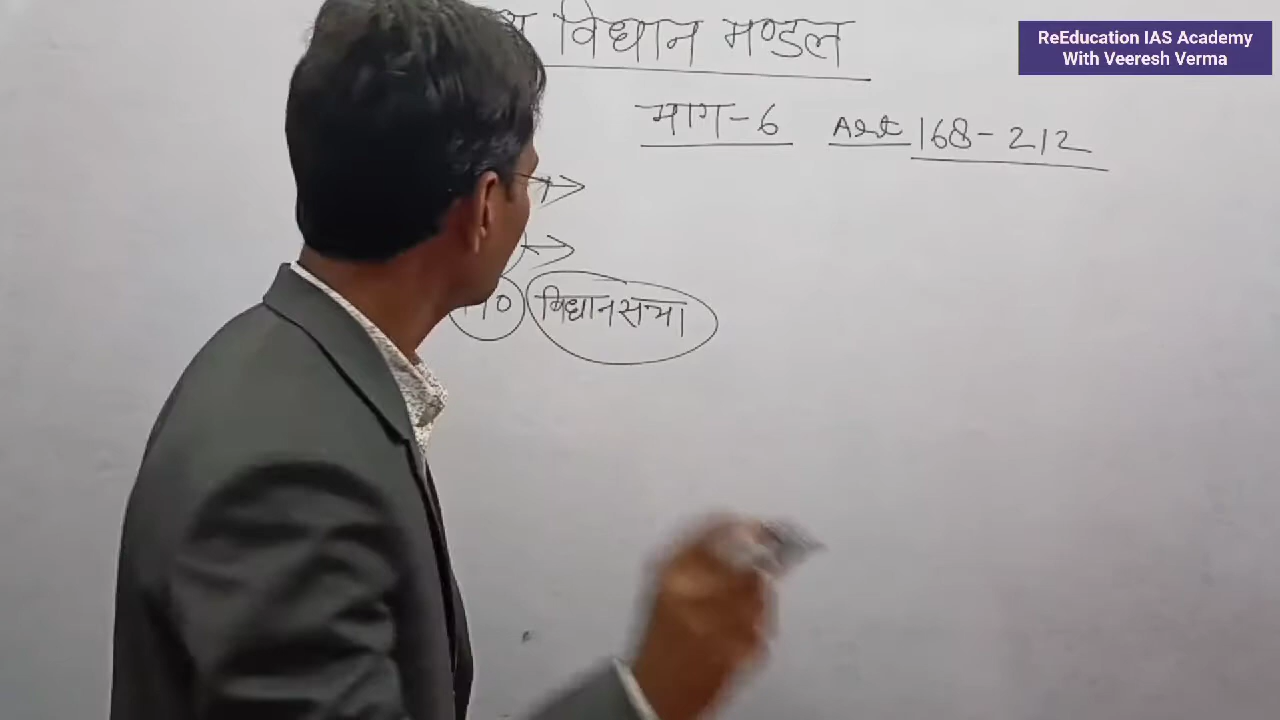 विधान मण्डल
ReEducation IAS Academy
With Veeresh Verma
भाग-6 Art 168-212
विधानसभा